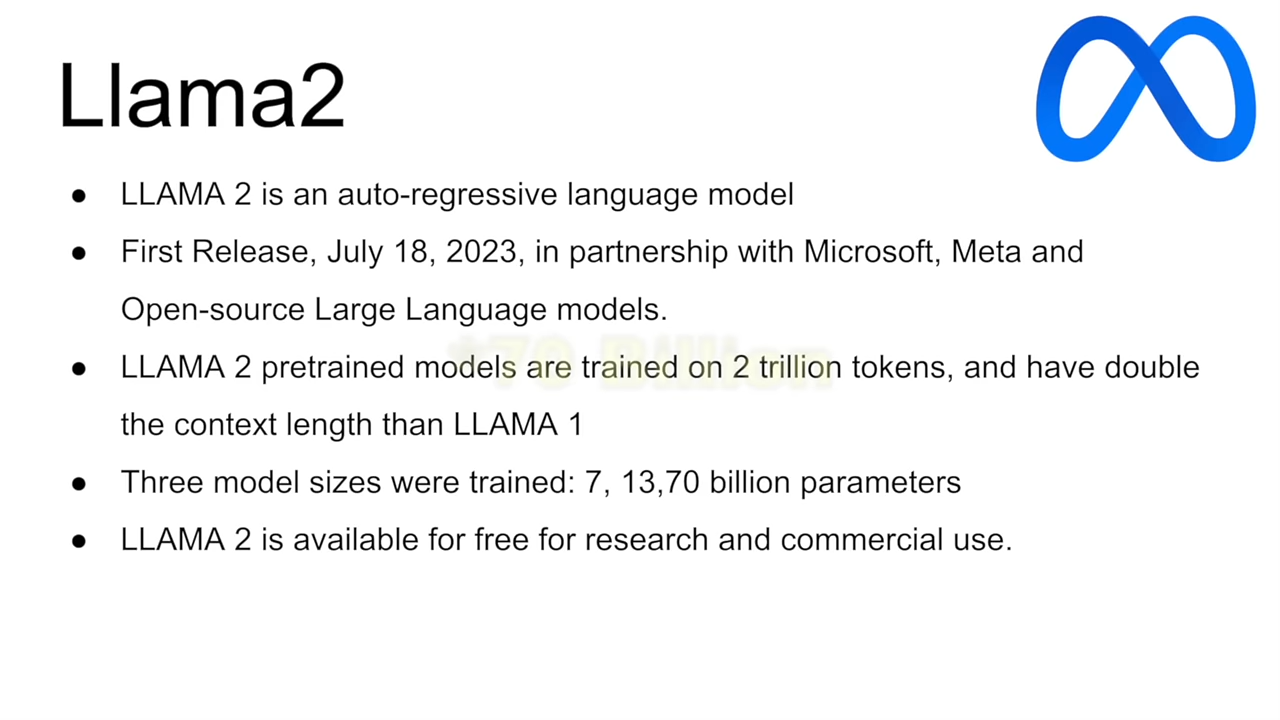 Llama2
● LLAMA 2 is an auto-regressive language model
● First Release, July 18, 2023, in partnership with Microsoft, Meta and
Open-source Large Language models.
● LLAMA 2 pretrained models are trained on 2 trillion tokens, and have double
the context length than LLAMA 1
● Three model sizes were trained: 7, 13,70 billion parameters
● LLAMA 2 is available for free for research and commercial use.
70 Billion